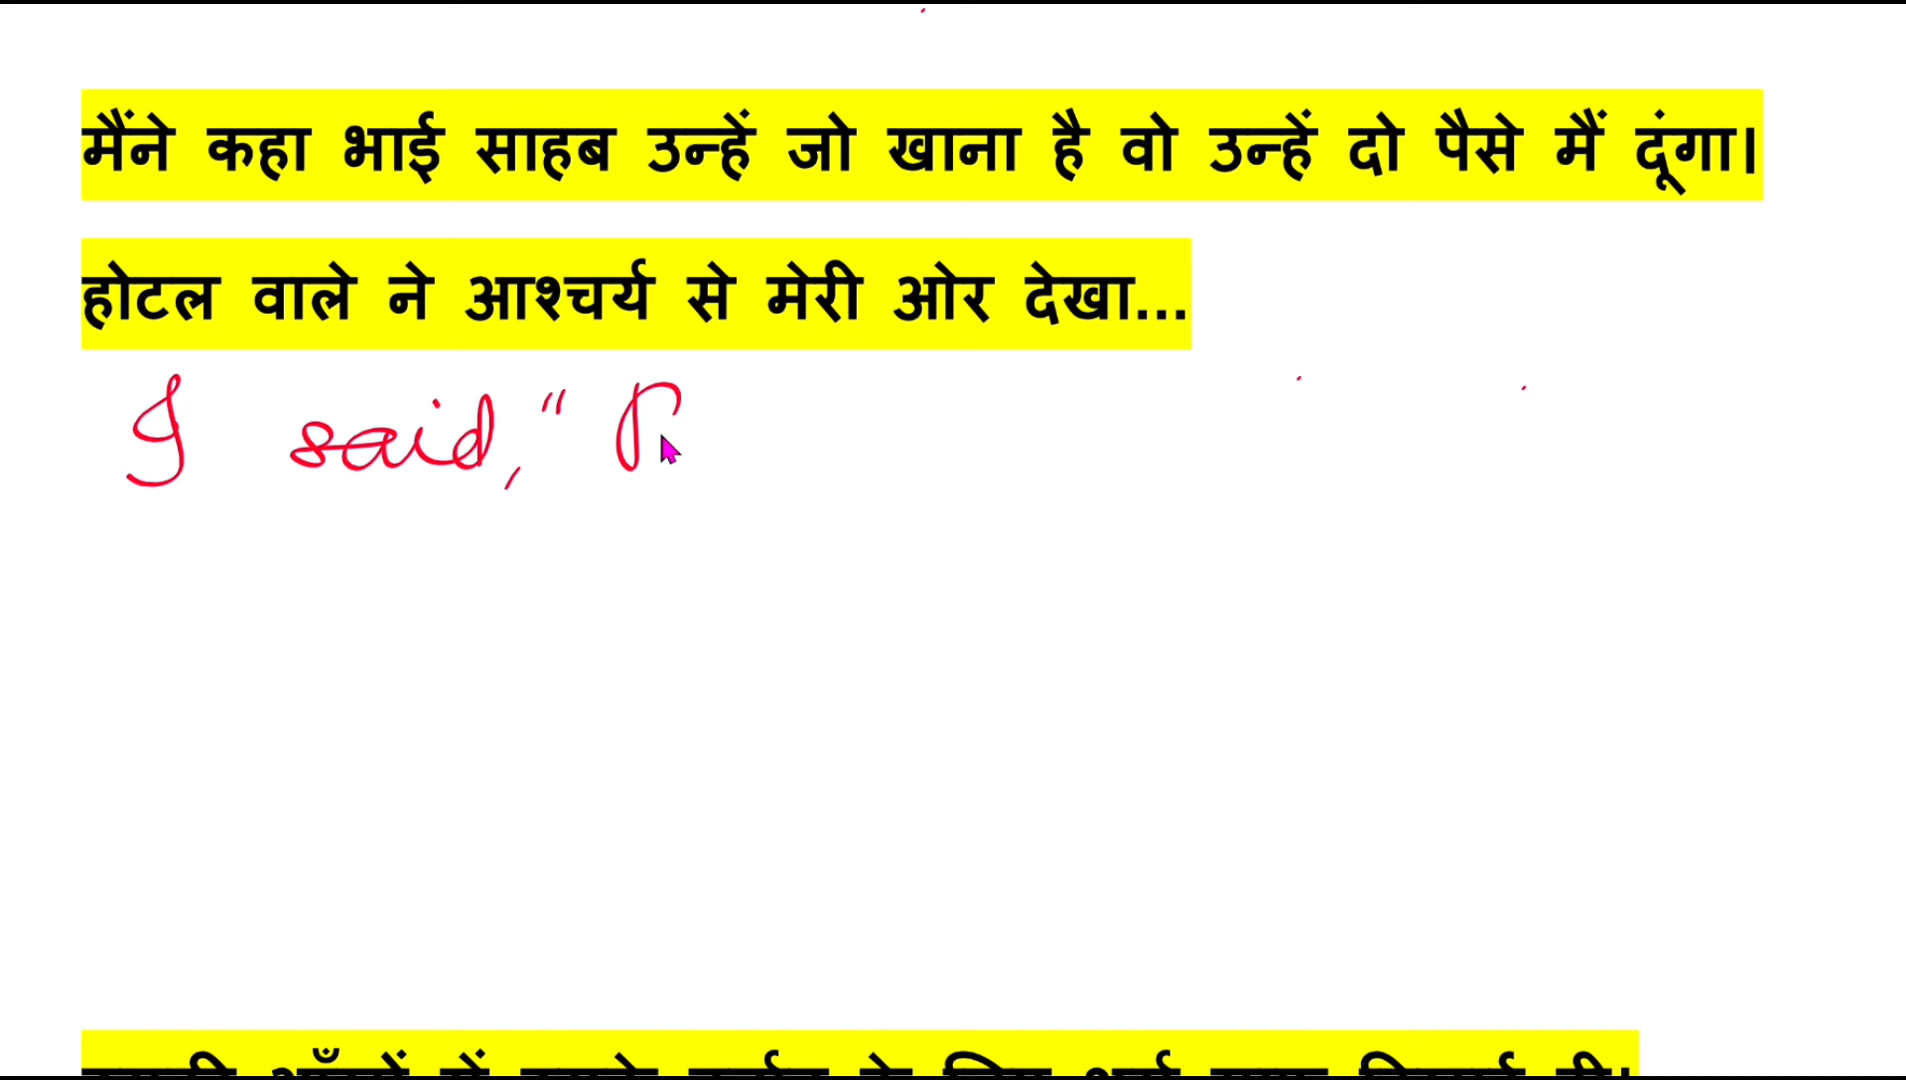 मैंने कहा भाई साहब उन्हें जो खाना है वो उन्हें दो पैसे मैं दूंगा।
होटल वाले ने आश्चर्य से मेरी ओर देखा...
I said, "